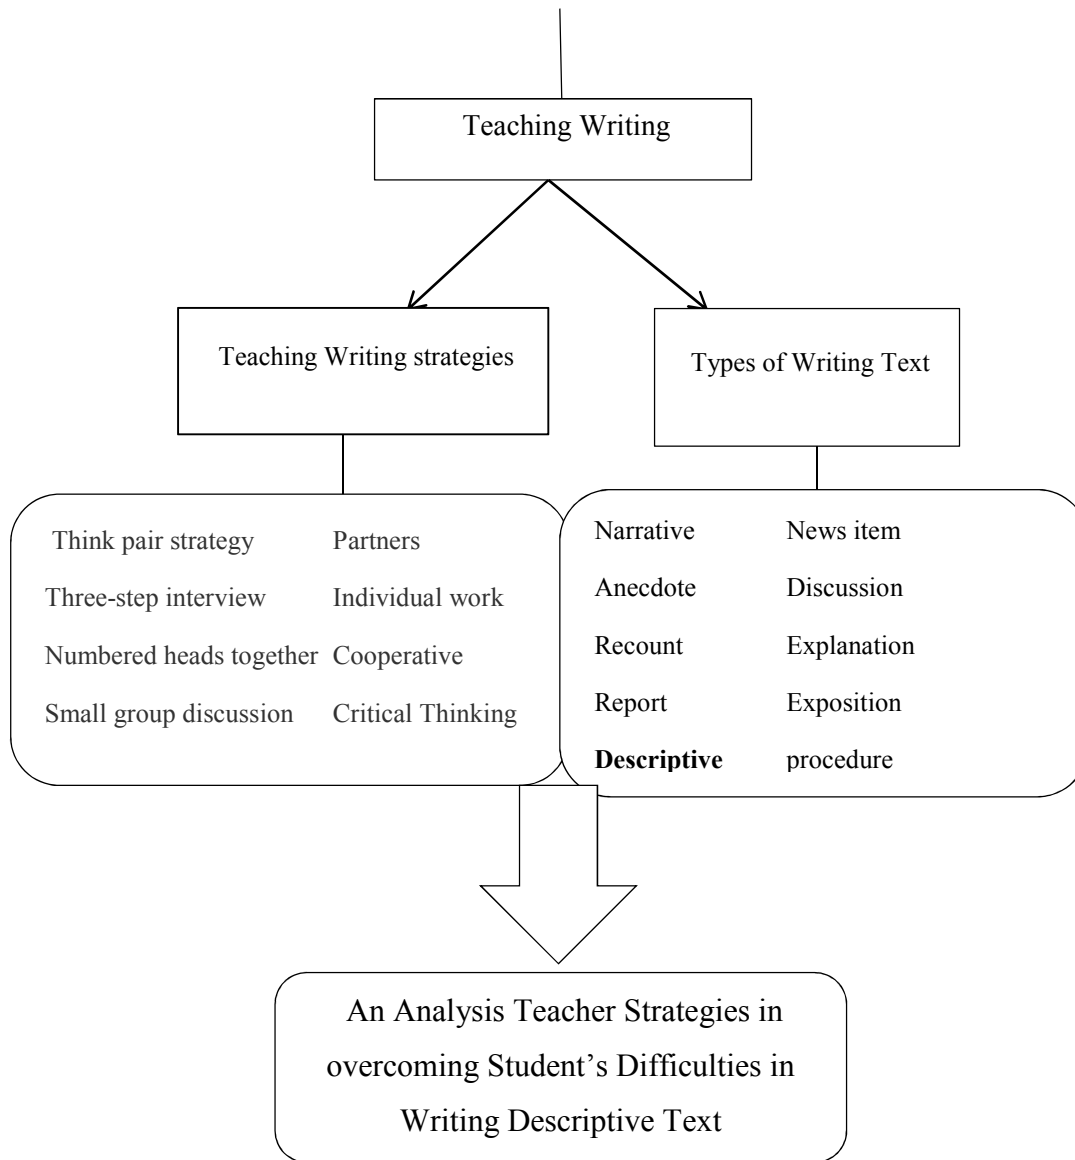 Teaching Writing
Teaching Writing strategies
Types of Writing Text
Think pair strategy Partners
Three-step interview Individual work
Numbered heads together Cooperative
Small group discussion Critical Thinking
Narrative News item
Anecdote Discussion
Recount Explanation
Report Exposition
Descriptive procedure
An Analysis Teacher Strategies in
overcoming Student’s Difficulties in
Writing Descriptive Text